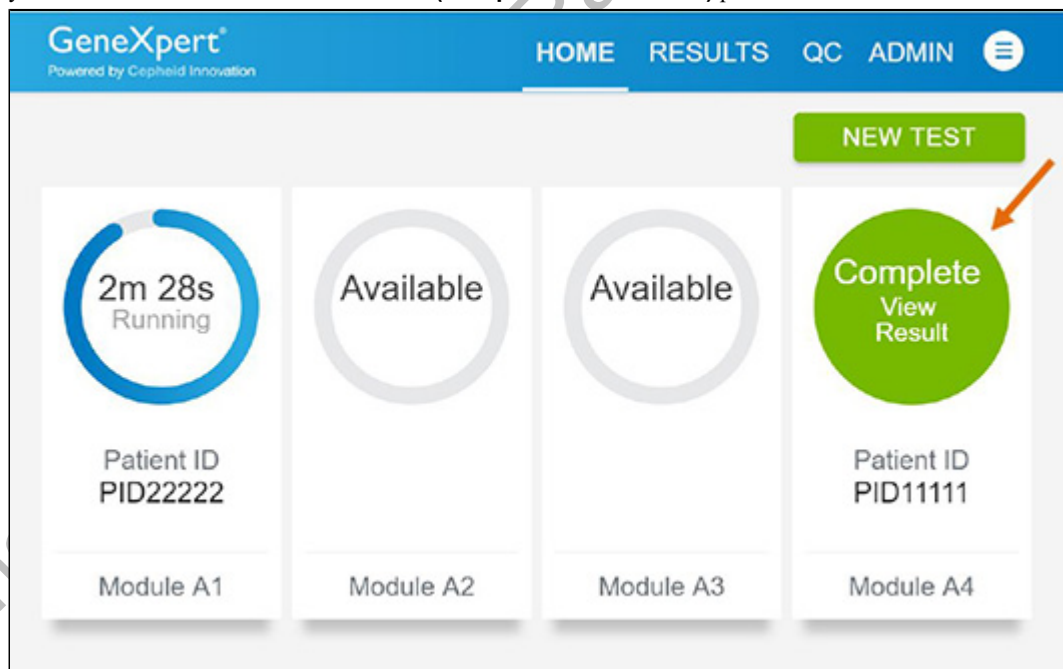 GeneXpert®
Powered by Cepheid Innovation
HOME RESULTS QC ADMIN
NEW TEST
2m 28s
Running
Patient ID
PID22222
Module A1
Available
Module A2
Available
Module A3
Complete
View
Result
Patient ID
PID11111
Module A4